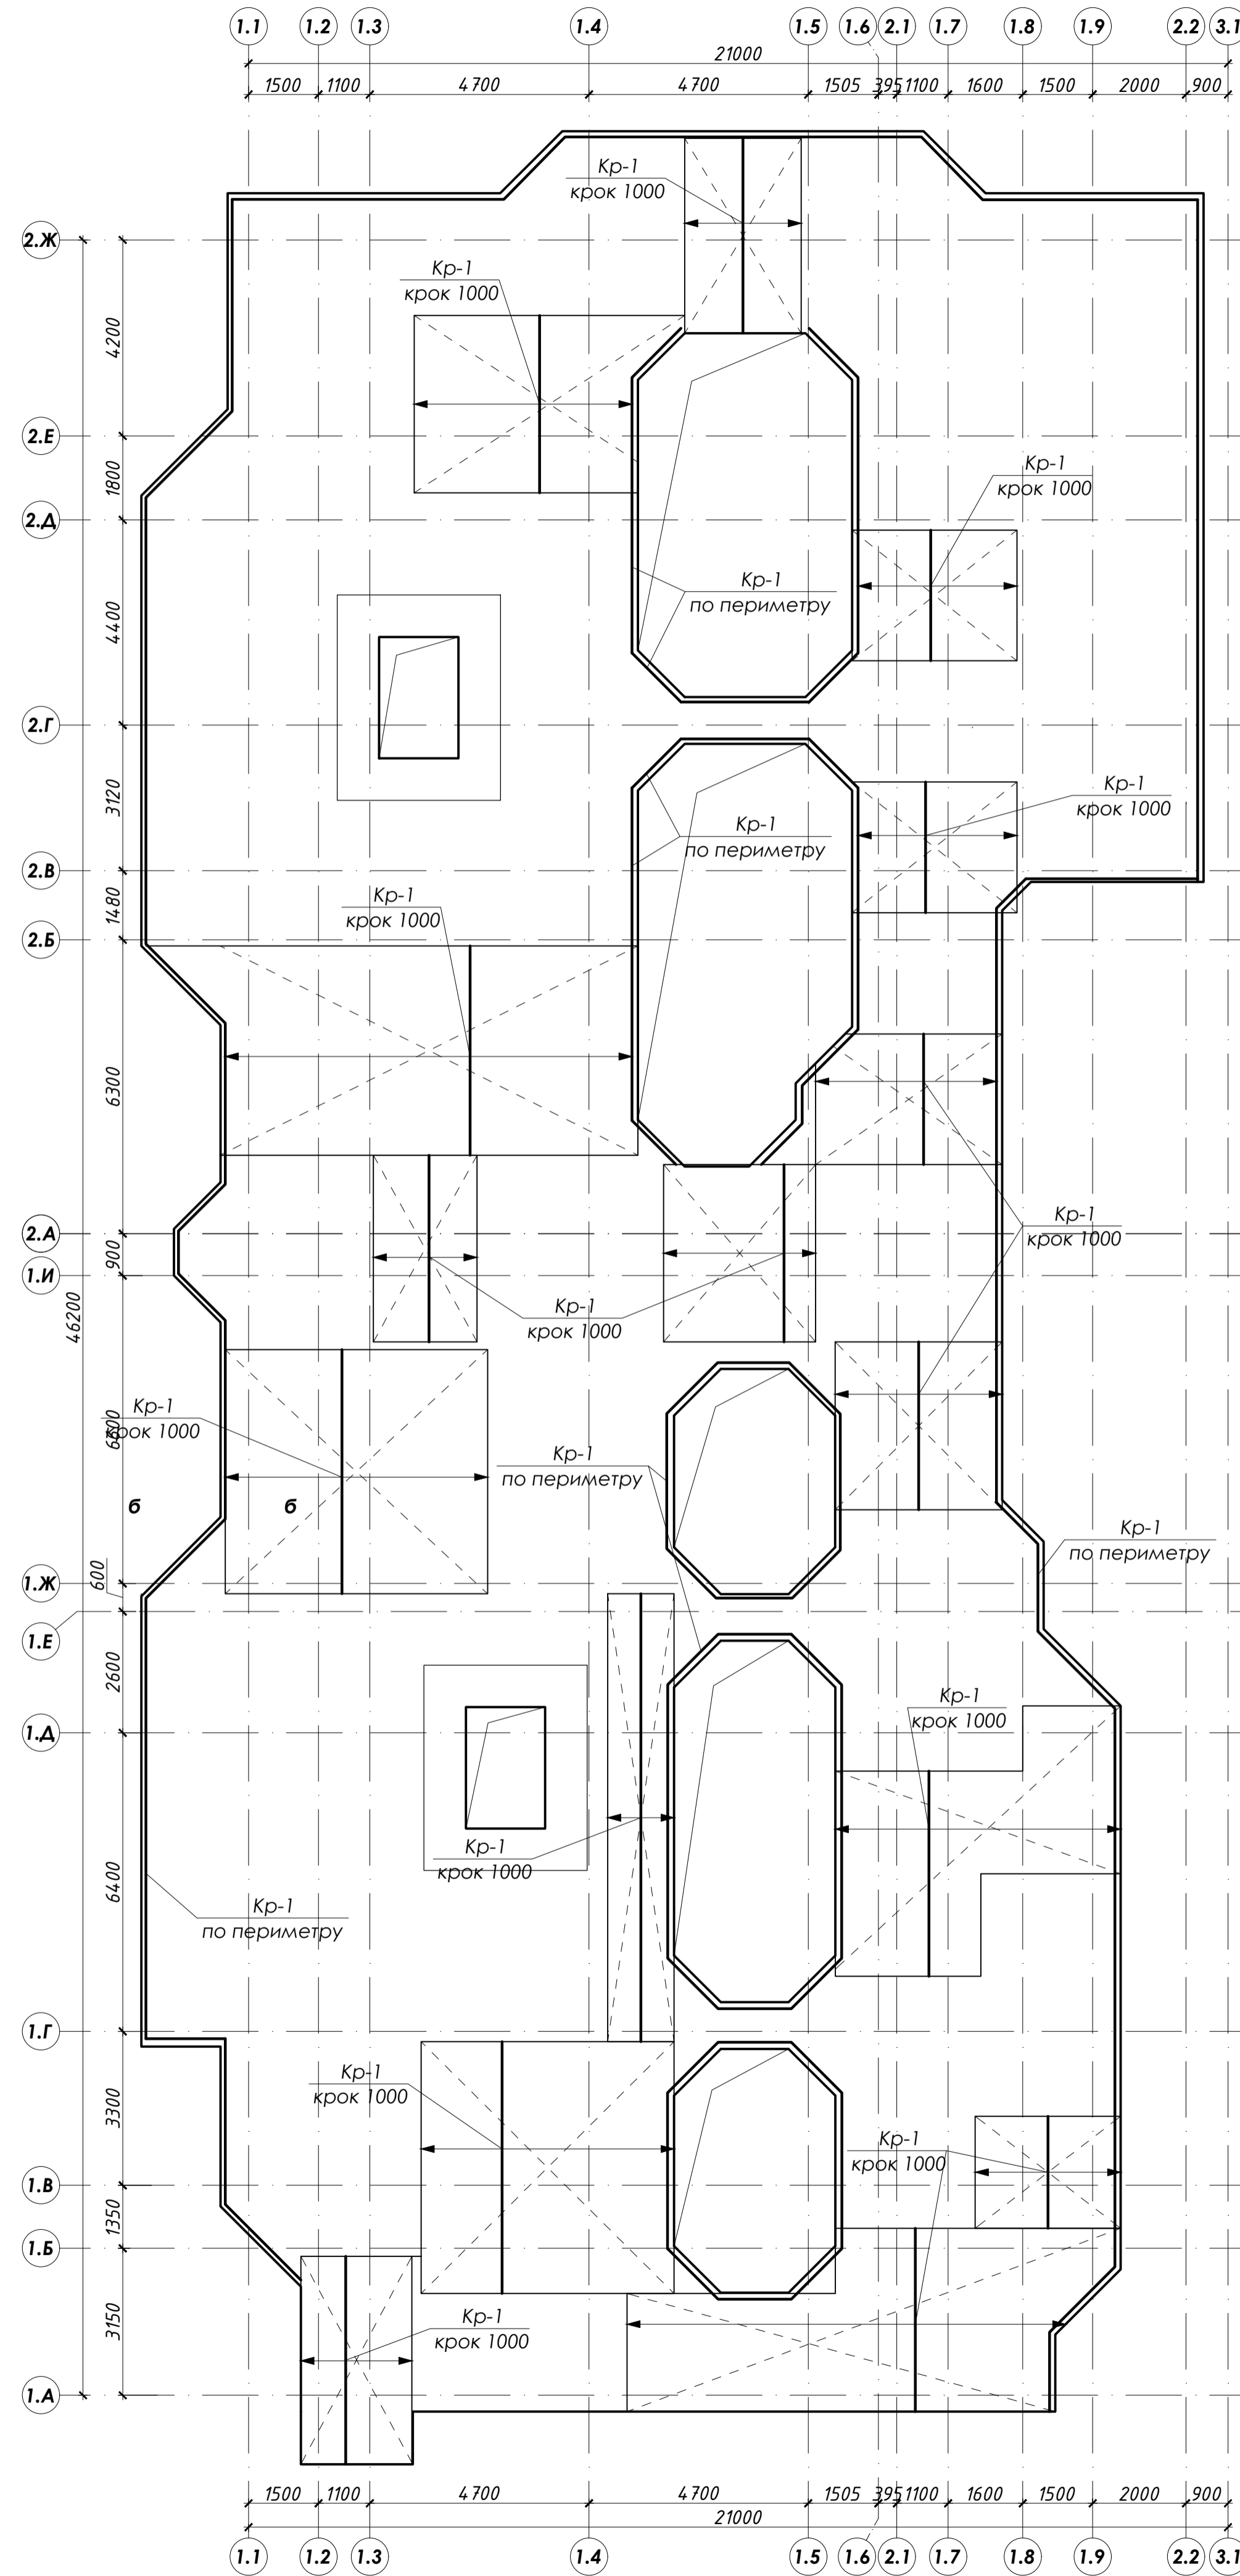 1.1 1.2 1.3 1.4 1.5 1.6 2.1 1.7 1.8 1.9 2.2 3.1
21000
1500 1100 4700 4700 1505 395 1100 1600 1500 2000 900
Кр-1
крок 1000
2.Ж
Кр-1
крок 1000
4200
2.Е
Кр-1
крок 1000
1800
2.Д
Кр-1
по периметру
4400
2.Г
Кр-1
крок 1000
3120
Кр-1
по периметру
2.В
Кр-1
крок 1000
1480
2.Б
6300
Кр-1
крок 1000
2.А
900
1.И
Кр-1
крок 1000
46200
Кр-1
крок 1000
6600
Кр-1
по периметру
б б
Кр-1
по периметру
600
1.Ж
1.Е
2600
Кр-1
крок 1000
1.Д
Кр-1
крок 1000
6400
Кр-1
по периметру
1.Г
Кр-1
крок 1000
3300
Кр-1
крок 1000
1.В
1350
1.Б
3150
Кр-1
крок 1000
1.А
1500 1100 4700 4700 1505 395 1100 1600 1500 2000 900
21000
1.1 1.2 1.3 1.4 1.5 1.6 2.1 1.7 1.8 1.9 2.2 3.1